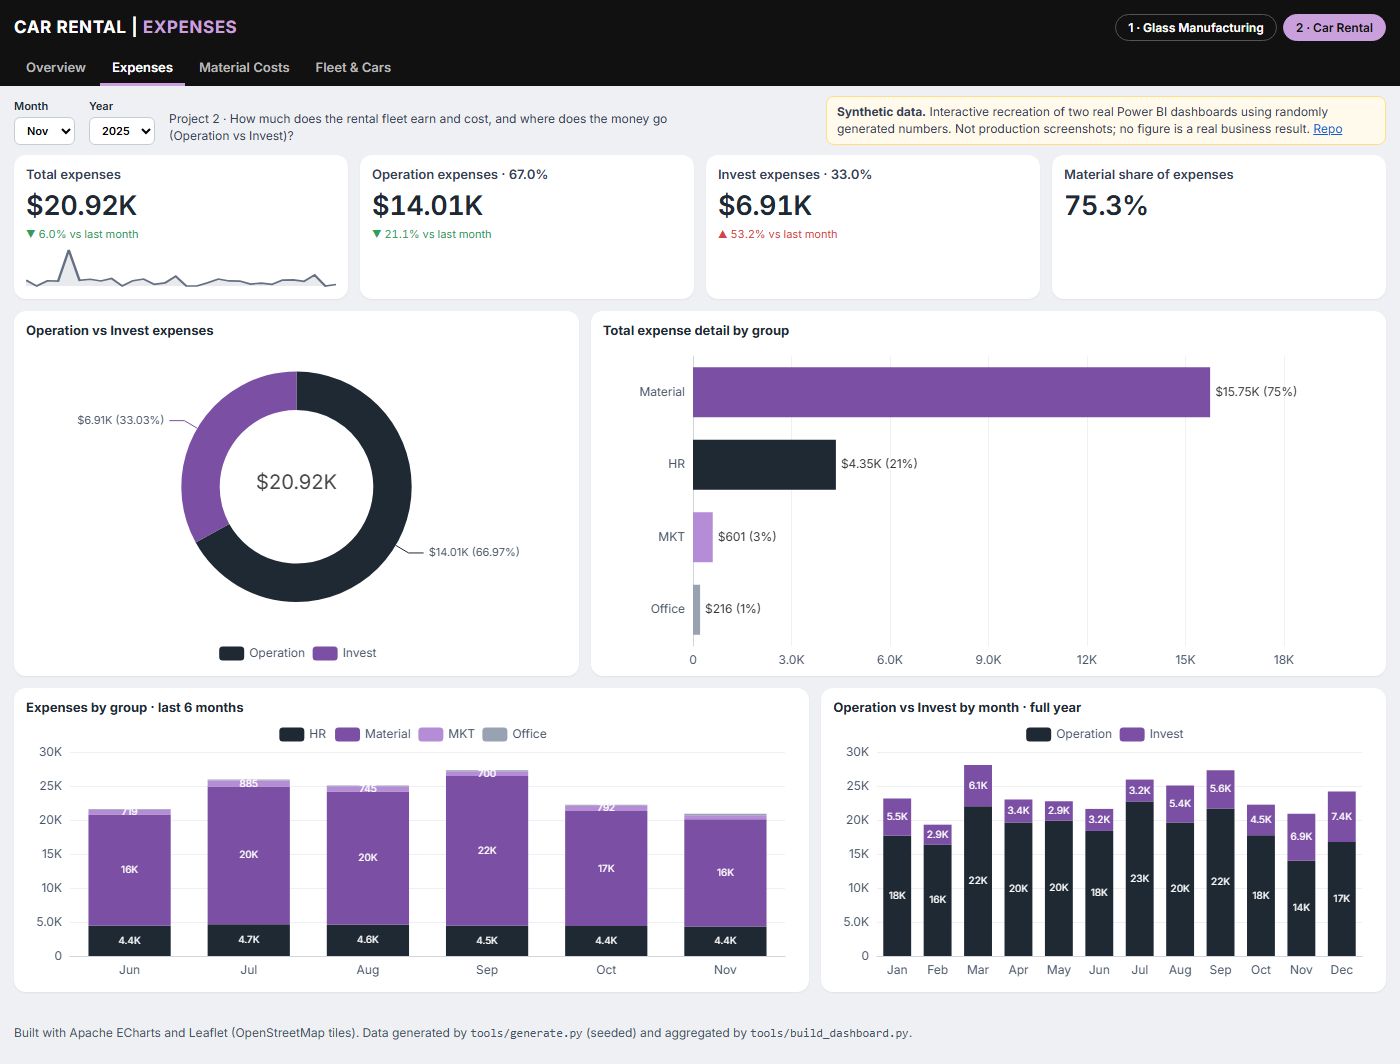 CAR RENTAL | EXPENSES
1 · Glass Manufacturing
2 · Car Rental
Overview
Expenses
Material Costs
Fleet & Cars
Month
Year
Nov
2025
Project 2 · How much does the rental fleet earn and cost, and where does the money go
(Operation vs Invest)?
Synthetic data. Interactive recreation of two real Power BI dashboards using randomly
generated numbers. Not production screenshots; no figure is a real business result. Repo
Total expenses
$20.92K
▼ 6.0% vs last month
Operation expenses · 67.0%
$14.01K
▼ 21.1% vs last month
Invest expenses · 33.0%
$6.91K
▲ 53.2% vs last month
Material share of expenses
75.3%
Operation vs Invest expenses
$6.91K (33.03%)
$20.92K
$14.01K (66.97%)
Operation
Invest
Total expense detail by group
Material
$15.75K (75%)
HR
$4.35K (21%)
MKT
$601 (3%)
Office
$216 (1%)
0
3.0K
6.0K
9.0K
12K
15K
18K
Expenses by group · last 6 months
HR
Material
MKT
Office
30K
25K
20K
15K
10K
5.0K
0
719
885
745
700
792
16K
20K
20K
22K
17K
16K
4.4K
4.7K
4.6K
4.5K
4.4K
4.4K
Jun
Jul
Aug
Sep
Oct
Nov
Operation vs Invest by month · full year
Operation
Invest
30K
25K
20K
15K
10K
5.0K
0
5.5K
2.9K
6.1K
3.4K
2.9K
3.2K
3.2K
5.4K
5.6K
4.5K
6.9K
7.4K
18K
16K
22K
20K
20K
18K
23K
20K
22K
18K
14K
17K
Jan
Feb
Mar
Apr
May
Jun
Jul
Aug
Sep
Oct
Nov
Dec
Built with Apache ECharts and Leaflet (OpenStreetMap tiles). Data generated by tools/generate.py (seeded) and aggregated by tools/build_dashboard.py.